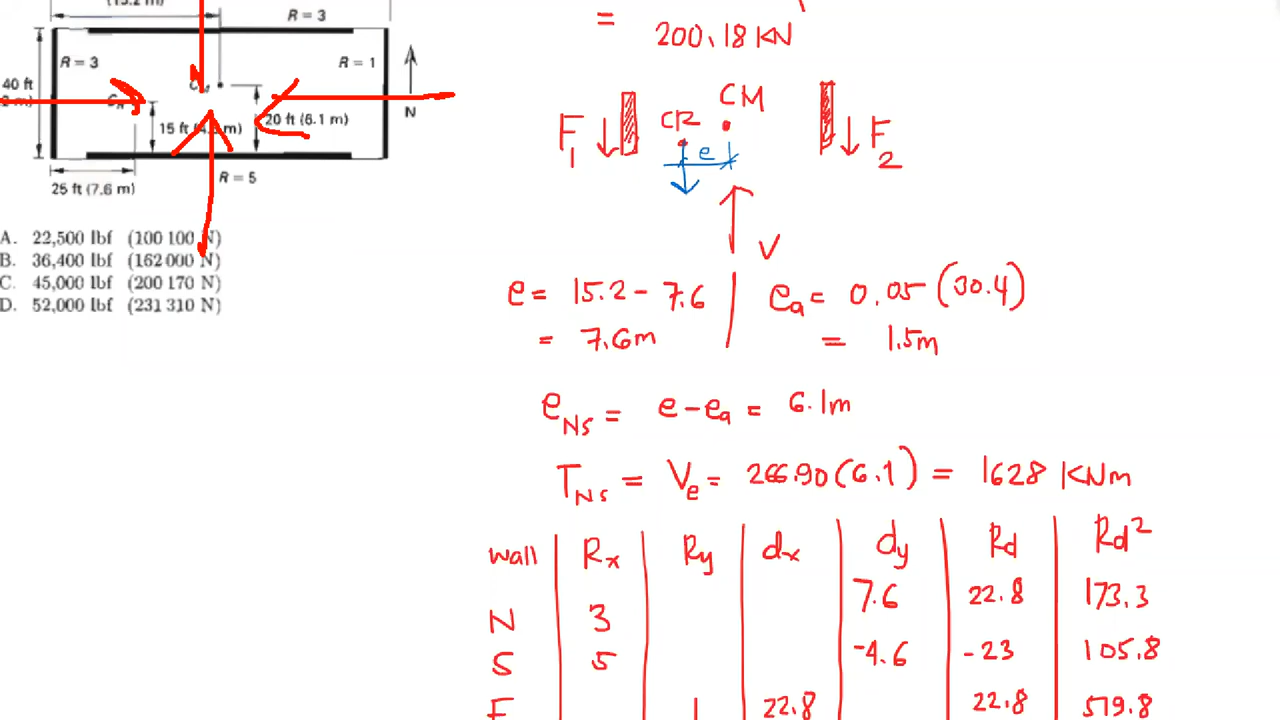 R = 3
R = 3
R = 1
40 ft
N
15 ft
m)
20 ft (6.1 m)
R = 5
25 ft (7.6 m)
A. 22,500 lbf (100 100 N)
B. 36,400 lbf (162 000 N)
C. 45,000 lbf (200 170 N)
D. 52,000 lbf (231 310 N)
= 200.18 KN
CM
CR
F1
F2
e
V
e = 15.2 - 7.6
= 7.6m
ea = 0.05 (30.4)
= 1.5m
eNS = e - ea = 6.1m
TNS = Ve = 266.90 (6.1) = 1628 KNm
wall Rx Ry dx dy Rd Rd²
N 3 7.6 22.8 173.3
S 5 -4.6 -23 105.8
1 22.8 22.8 519.8